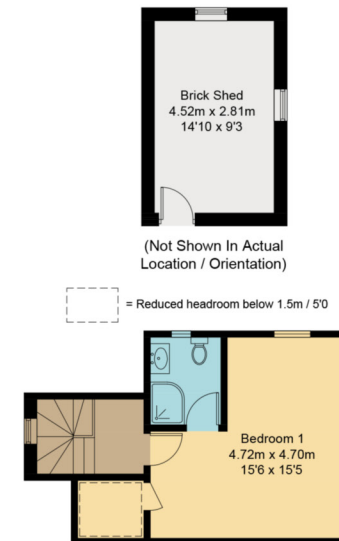 Brick Shed
4.52m x 2.81m
14'10 x 9'3
(Not Shown In Actual
Location / Orientation)
= Reduced headroom below 1.5m / 5'0
Bedroom 1
4.72m x 4.70m
15'6 x 15'5